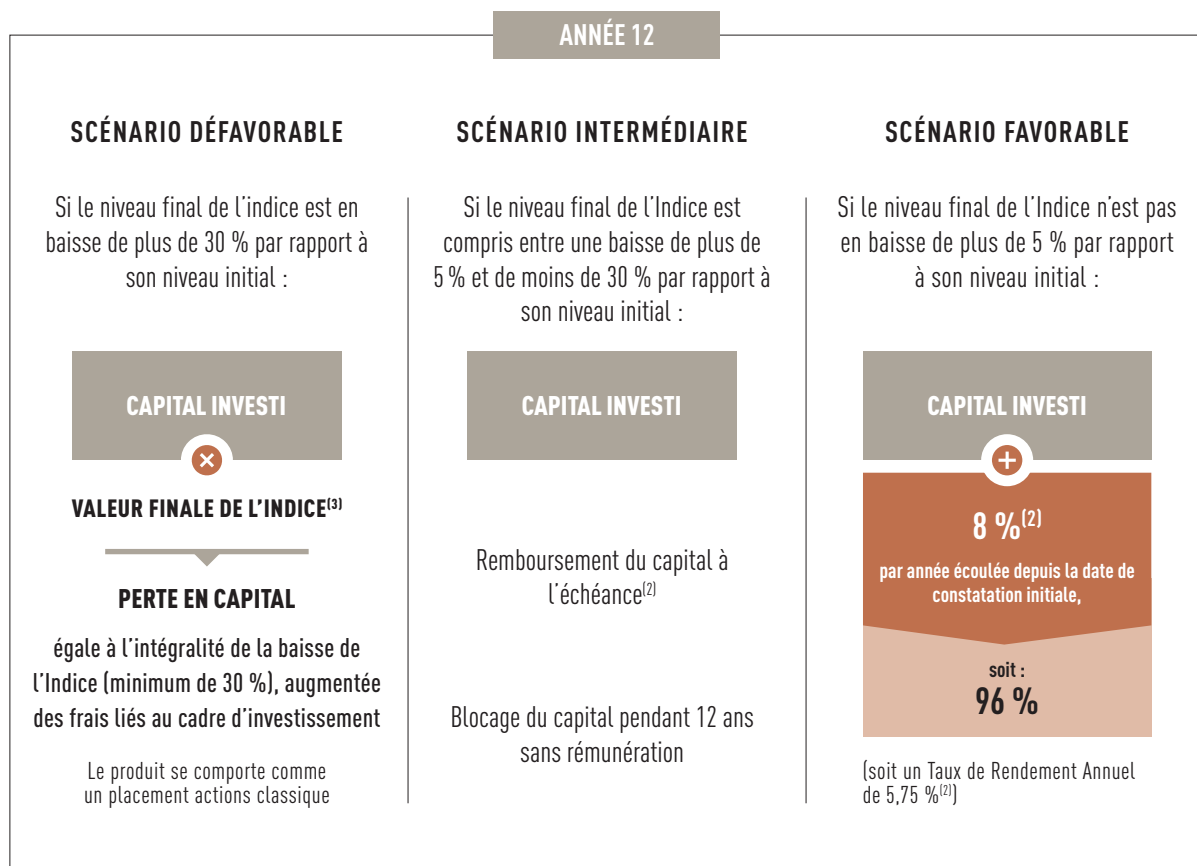 ANNÉE 12
SCÉNARIO DÉFAVORABLE
Si le niveau final de l'indice est en
baisse de plus de 30 % par rapport à
son niveau initial :
CAPITAL INVESTI
×
VALEUR FINALE DE L'INDICE(3)
PERTE EN CAPITAL
égale à l'intégralité de la baisse de
l'Indice (minimum de 30 %), augmentée
des frais liés au cadre d'investissement
Le produit se comporte comme
un placement actions classique
SCÉNARIO INTERMÉDIAIRE
Si le niveau final de l'Indice est
compris entre une baisse de plus de
5 % et de moins de 30 % par rapport à
son niveau initial :
CAPITAL INVESTI
Remboursement du capital à
l'échéance(2)
Blocage du capital pendant 12 ans
sans rémunération
SCÉNARIO FAVORABLE
Si le niveau final de l'Indice n'est pas
en baisse de plus de 5 % par rapport
à son niveau initial :
CAPITAL INVESTI
+
8 %(2)
par année écoulée depuis la date de
constatation initiale,
soit :
96 %
(soit un Taux de Rendement Annuel
de 5,75 %(2))